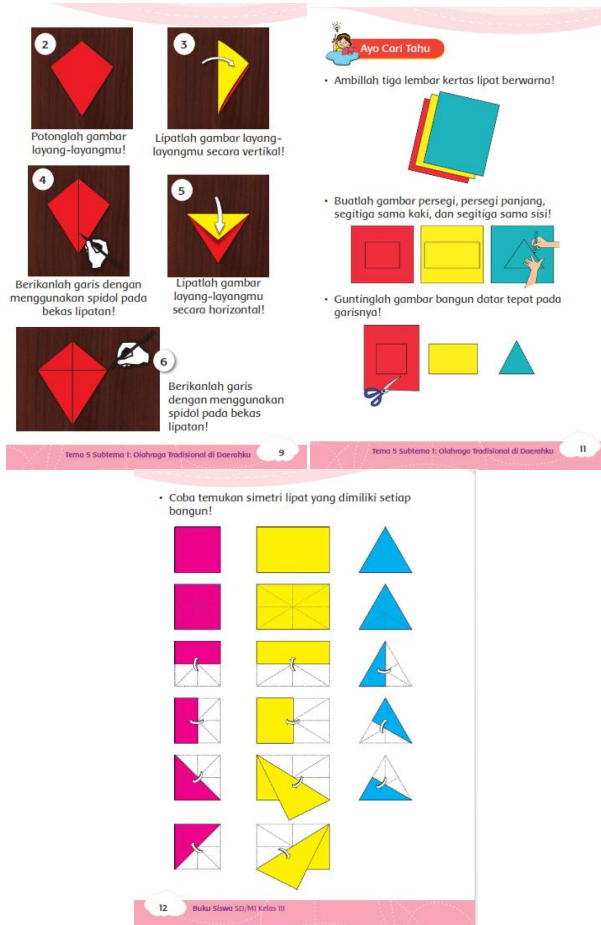 2
3
Potonglah gambar
layang-layangmu!
Lipatlah gambar layang-
layangmu secara vertikal!
4
5
Berikanlah garis dengan
menggunakan spidol pada
bekas lipatan!
Lipatlah gambar
layang-layangmu
secara horizontal!
6
Berikanlah garis
dengan menggunakan
spidol pada bekas
lipatan!
Tema 5 Subtema 1: Olahraga Tradisional di Daerahku
9
Ayo Cari Tahu
• Ambillah tiga lembar kertas lipat berwarna!
• Buatlah gambar persegi, persegi panjang,
segitiga sama kaki, dan segitiga sama sisi!
• Guntinglah gambar bangun datar tepat pada
garisnya!
Tema 5 Subtema 1: Olahraga Tradisional di Daerahku
11
• Coba temukan simetri lipat yang dimiliki setiap
bangun!
12
Buku Siswa SD/MI Kelas III